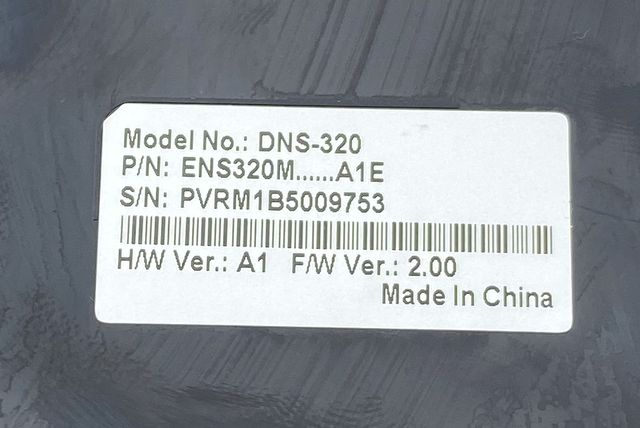 Model No.: DNS-320
P/N: ENS320M......A1E
S/N: PVRM1B5009753
H/W Ver.: A1 F/W Ver.: 2.00
Made In China